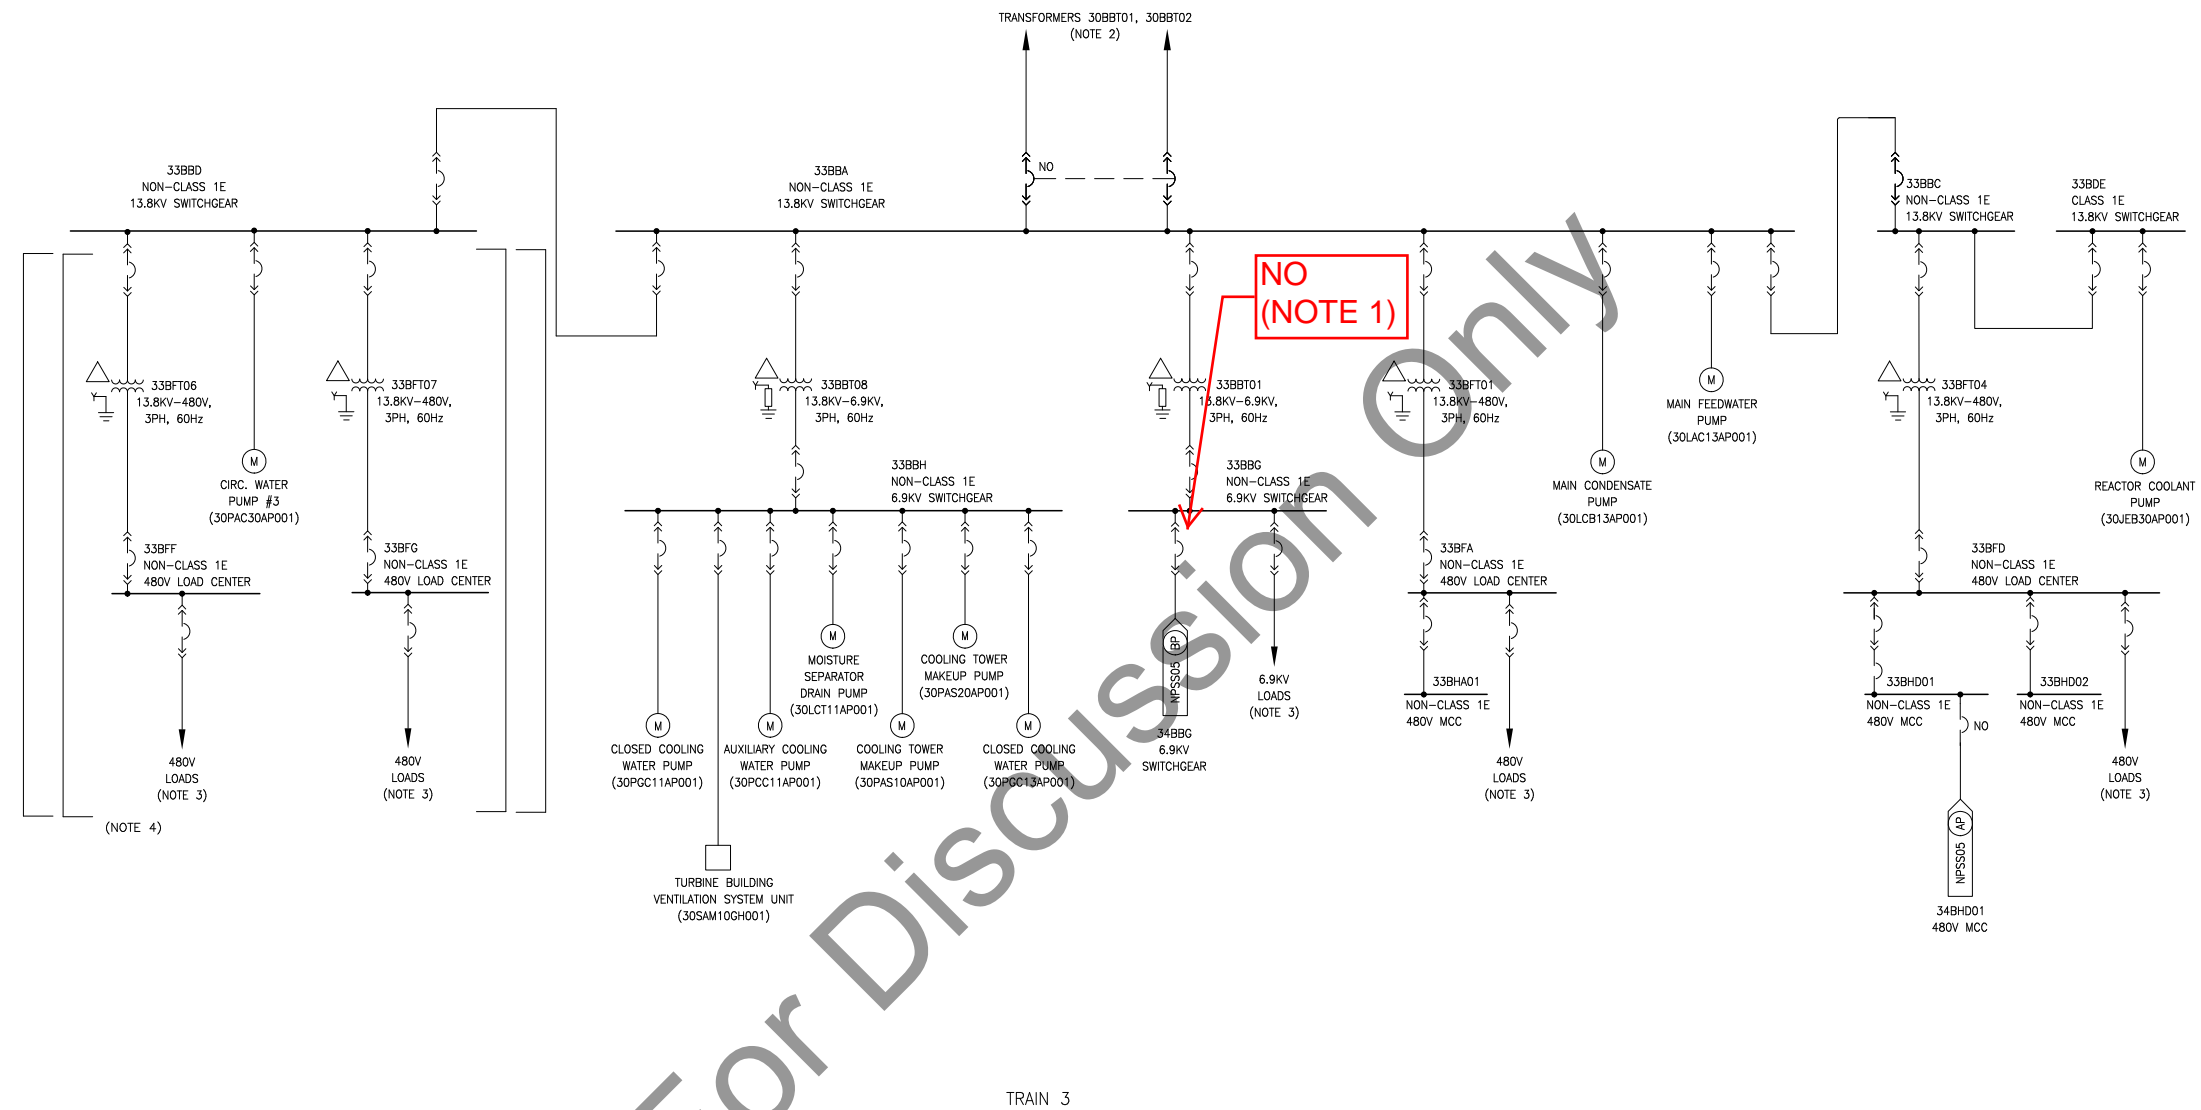 TRANSFORMERS 30BBT01, 30BBT02
(NOTE 2)
NO
33BBD
NON-CLASS 1E
13.8KV SWITCHGEAR
33BBA
NON-CLASS 1E
13.8KV SWITCHGEAR
33BBC
NON-CLASS 1E
13.8KV SWITCHGEAR
33BDE
CLASS 1E
13.8KV SWITCHGEAR
NO
(NOTE 1)
Y
33BFT06
13.8KV-480V,
3PH, 60Hz
Y
33BFT07
13.8KV-480V,
3PH, 60Hz
Y
33BBT08
13.8KV-6.9KV,
3PH, 60Hz
Y
33BBT01
13.8KV-6.9KV,
3PH, 60Hz
Y
33BFT01
13.8KV-480V,
3PH, 60Hz
M
MAIN FEEDWATER
PUMP
(30LAC13AP001)
Y
33BFT04
13.8KV-480V,
3PH, 60Hz
M
CIRC. WATER
PUMP #3
(30PAC30AP001)
33BBH
NON-CLASS 1E
6.9KV SWITCHGEAR
33BBG
NON-CLASS 1E
6.9KV SWITCHGEAR
M
MAIN CONDENSATE
PUMP
(30LCB13AP001)
M
REACTOR COOLANT
PUMP
(30JEB30AP001)
33BFF
NON-CLASS 1E
480V LOAD CENTER
33BFG
NON-CLASS 1E
480V LOAD CENTER
33BFA
NON-CLASS 1E
480V LOAD CENTER
33BFD
NON-CLASS 1E
480V LOAD CENTER
M
MOISTURE
SEPARATOR
DRAIN PUMP
(30LCT11AP001)
M
COOLING TOWER
MAKEUP PUMP
(30PAS20AP001)
NPSS05 BP
34BBG
6.9KV
SWITCHGEAR
6.9KV
LOADS
(NOTE 3)
33BHA01
NON-CLASS 1E
480V MCC
33BHD01
NON-CLASS 1E
480V MCC
NO
33BHD02
NON-CLASS 1E
480V MCC
M
CLOSED COOLING
WATER PUMP
(30PGC11AP001)
M
AUXILIARY COOLING
WATER PUMP
(30PCC11AP001)
M
COOLING TOWER
MAKEUP PUMP
(30PAS10AP001)
M
CLOSED COOLING
WATER PUMP
(30PGC13AP001)
480V
LOADS
(NOTE 3)
480V
LOADS
(NOTE 3)
480V
LOADS
(NOTE 3)
480V
LOADS
(NOTE 3)
(NOTE 4)
TURBINE BUILDING
VENTILATION SYSTEM UNIT
(30SAM10GH001)
NPSS05 AP
34BHD01
480V MCC
For Discussion Only
TRAIN 3